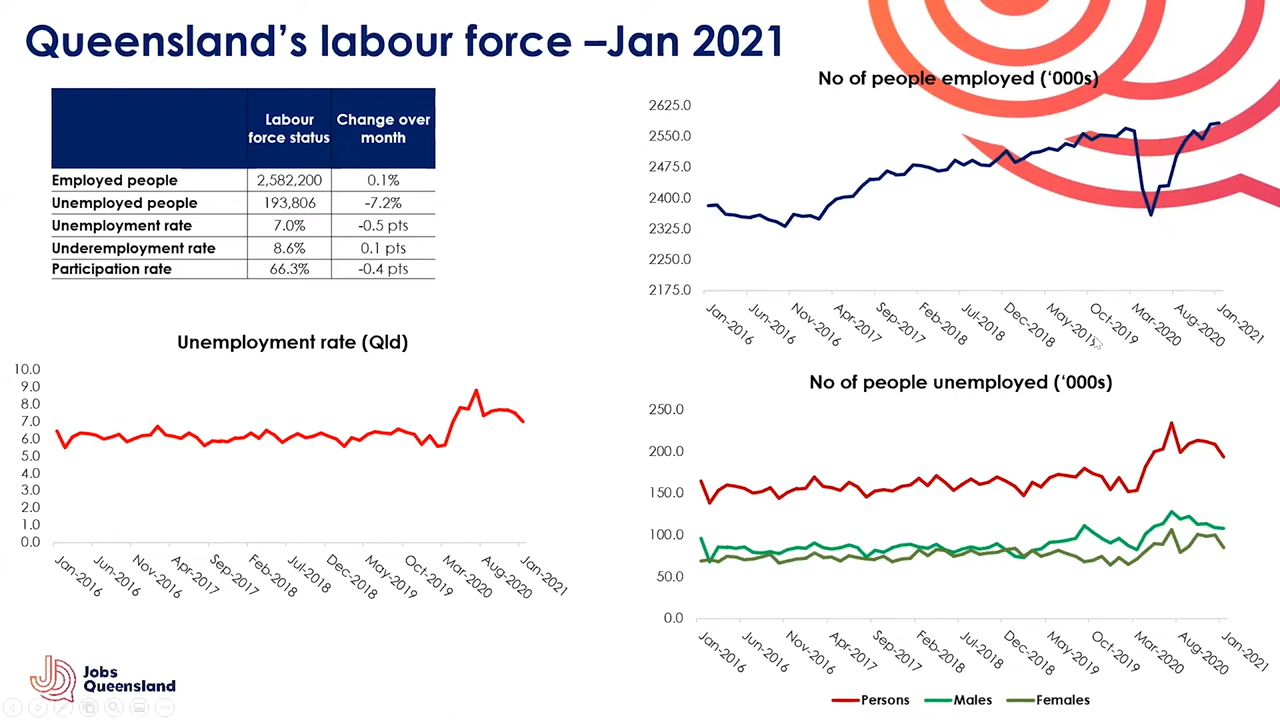 Queensland's labour force –Jan 2021
Labour force status
Change over month
Employed people 2,582,200 0.1%
Unemployed people 193,806 -7.2%
Unemployment rate 7.0% -0.5 pts
Underemployment rate 8.6% 0.1 pts
Participation rate 66.3% -0.4 pts
No of people employed ('000s)
2625.0
2550.0
2475.0
2400.0
2325.0
2250.0
2175.0
Jan-2016 Jun-2016 Nov-2016 Apr-2017 Sep-2017 Feb-2018 Jul-2018 Dec-2018 May-2019 Oct-2019 Mar-2020 Aug-2020 Jan-2021
Unemployment rate (Qld)
10.0
9.0
8.0
7.0
6.0
5.0
4.0
3.0
2.0
1.0
0.0
Jan-2016 Jun-2016 Nov-2016 Apr-2017 Sep-2017 Feb-2018 Jul-2018 Dec-2018 May-2019 Oct-2019 Mar-2020 Aug-2020 Jan-2021
No of people unemployed ('000s)
250.0
200.0
150.0
100.0
50.0
0.0
Jan-2016 Jun-2016 Nov-2016 Apr-2017 Sep-2017 Feb-2018 Jul-2018 Dec-2018 May-2019 Oct-2019 Mar-2020 Aug-2020 Jan-2021
Persons Males Females
Jobs
Queensland